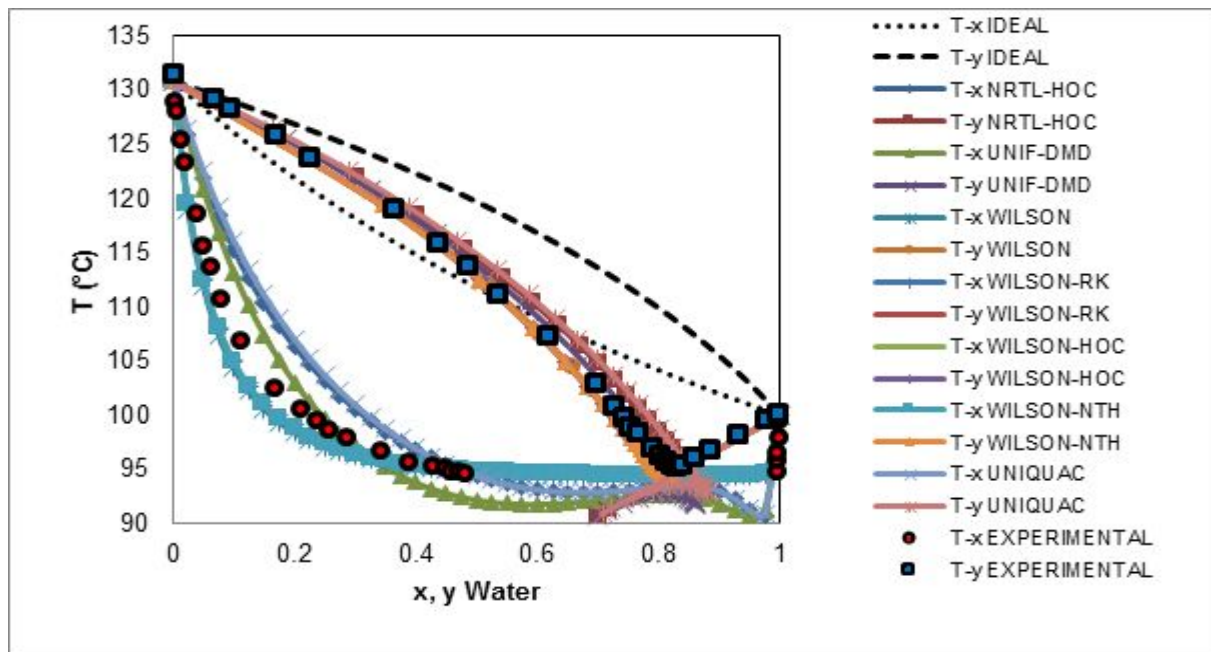 T (°C)
135
130
125
120
115
110
105
100
95
90
0
0.2
0.4
0.6
0.8
1
x, y Water
T-x IDEAL
T-y IDEAL
T-x NRTL-HOC
T-y NRTL-HOC
T-x UNIF-DMD
T-y UNIF-DMD
T-x WILSON
T-y WILSON
T-x WILSON-RK
T-y WILSON-RK
T-x WILSON-HOC
T-y WILSON-HOC
T-x WILSON-NTH
T-y WILSON-NTH
T-x UNIQUAC
T-y UNIQUAC
T-x EXPERIMENTAL
T-y EXPERIMENTAL